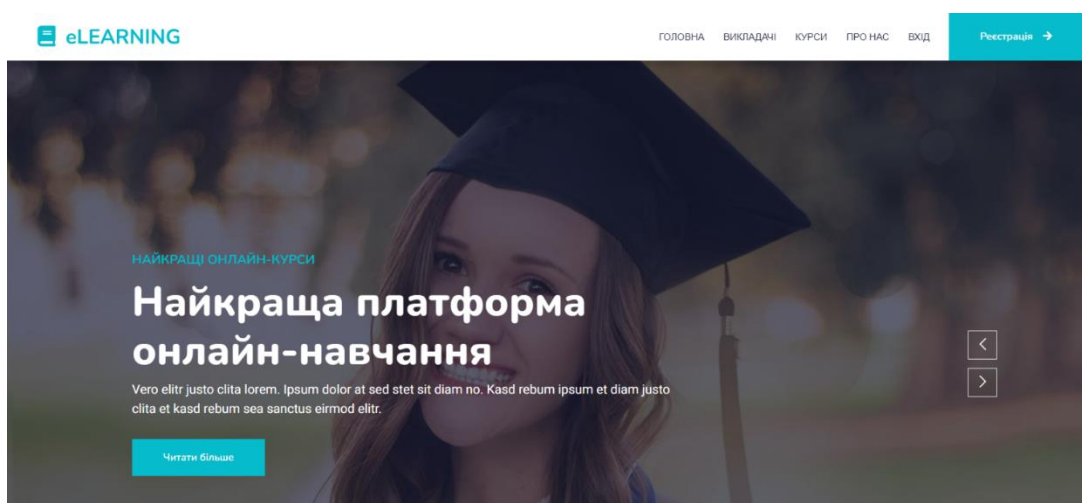 eLEARNING
ГОЛОВНА ВИКЛАДАЧІ КУРСИ ПРО НАС ВХІД Реєстрація
НАЙКРАЩІ ОНЛАЙН-КУРСИ
Найкраща платформа
онлайн-навчання
Vero elitr justo clita lorem. Ipsum dolor at sed stet sit diam no. Kasd rebum ipsum et diam justo
clita et kasd rebum sea sanctus eirmod elitr.
Читати більше